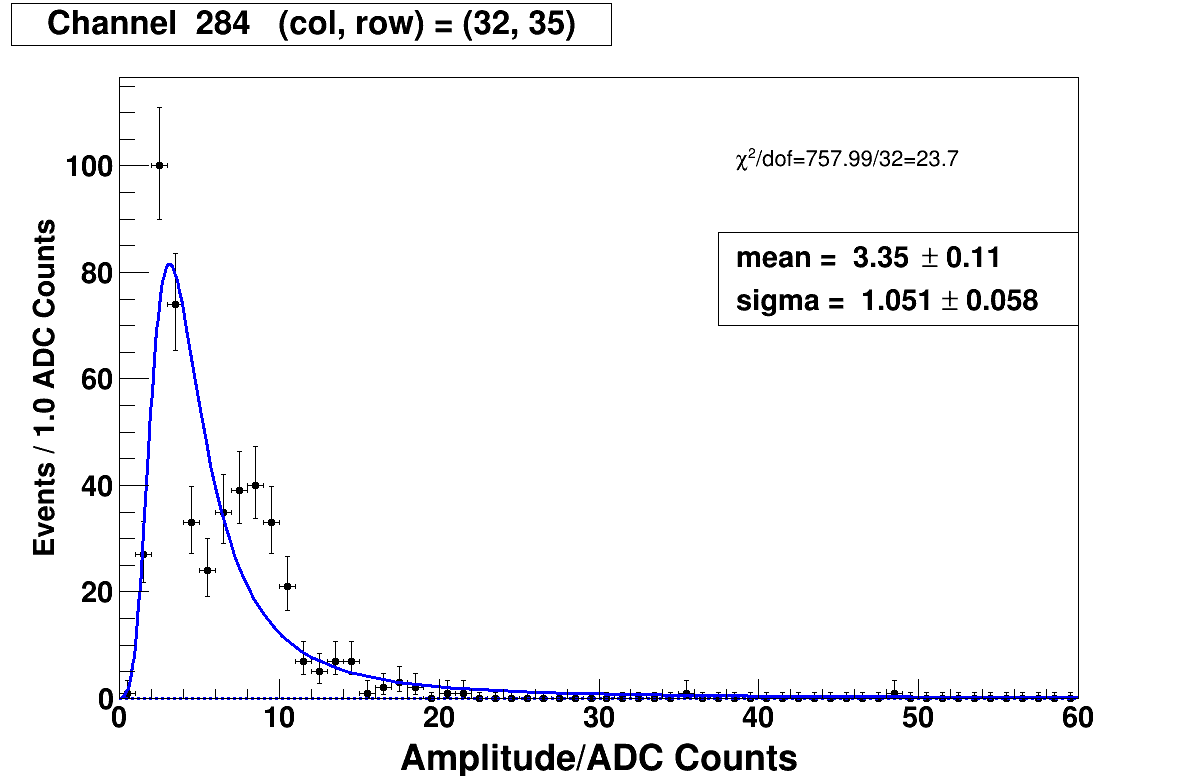 Channel 284 (col, row) = (32, 35)
χ²/dof=757.99/32=23.7
mean = 3.35 ± 0.11
sigma = 1.051 ± 0.058
Events / 1.0 ADC Counts
100
80
60
40
20
0
0 10 20 30 40 50 60
Amplitude/ADC Counts